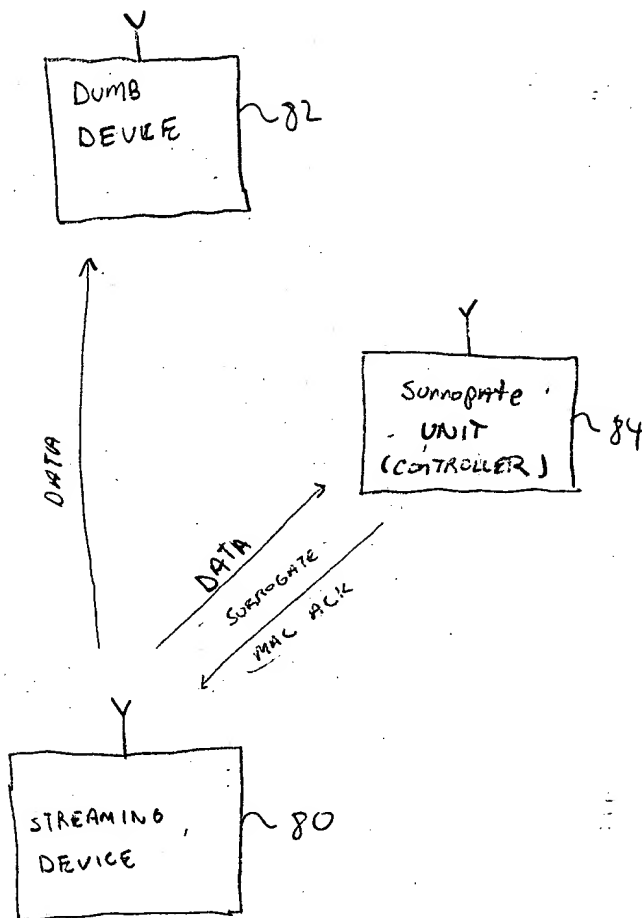 DUMB
DEVICE
82
Surrogate
UNIT
(CONTROLLER)
84
DATA
DATA
SURROGATE
MAC ACK
STREAMING
DEVICE
80